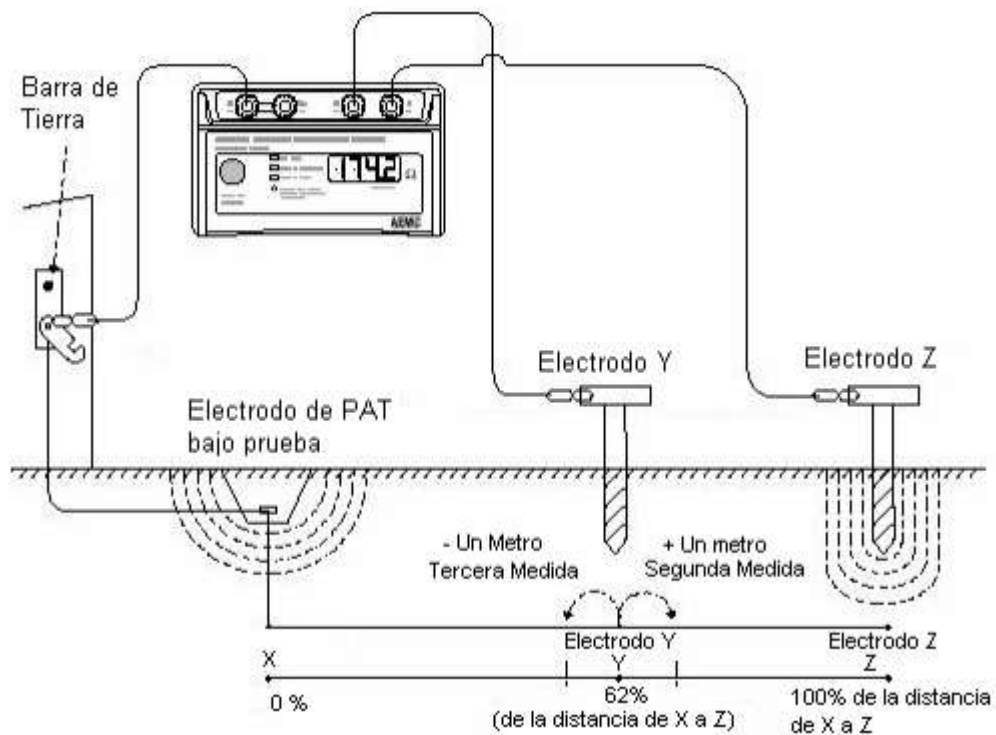 Barra de
Tierra
1742
Ω
AEMC
Electrodo Y
Electrodo Z
Electrodo de PAT
bajo prueba
- Un Metro
Tercera Medida
+ Un metro
Segunda Medida
Electrodo Y
Electrodo Z
X
Y
Z
0 %
62%
(de la distancia de X a Z)
100% de la distancia
de X a Z